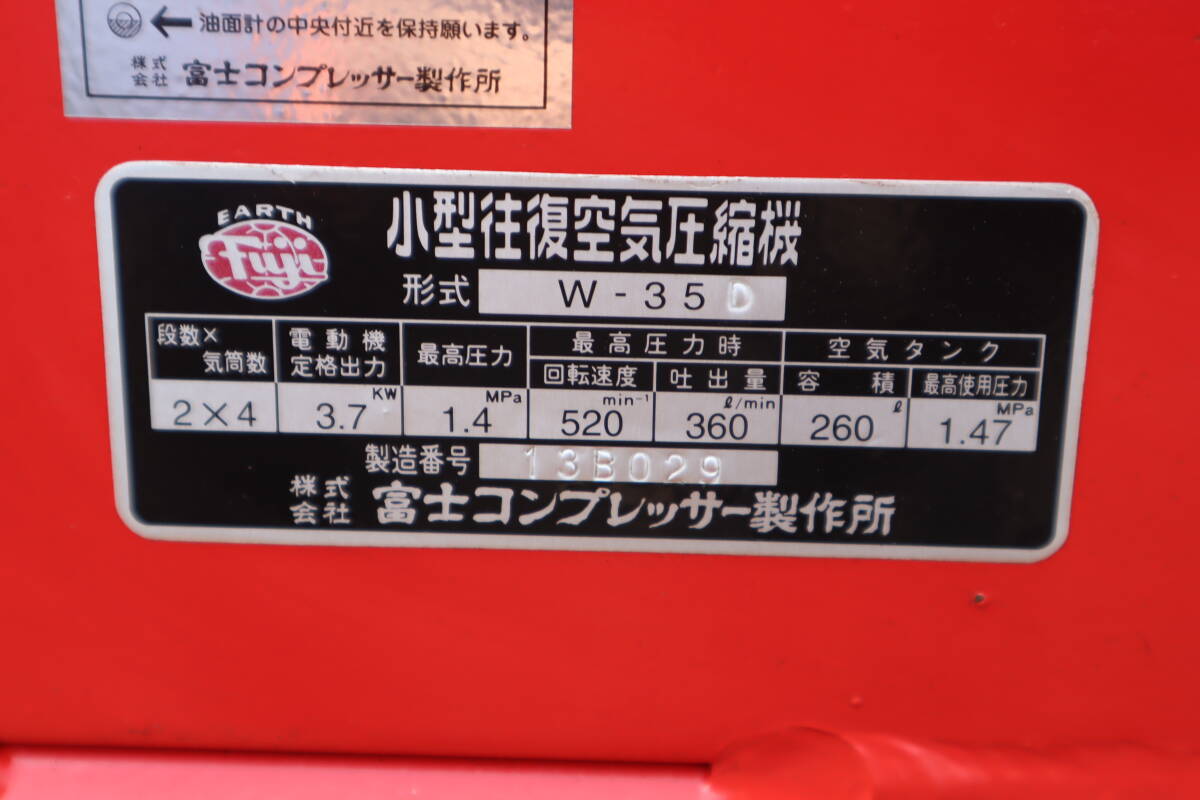 油面計の中央付近を保持願います。
株式会社 富士コンプレッサー製作所
EARTH
Fuji
小型往復空気圧縮機
形式 W-35 D
段数×気筒数 電動機定格出力 最高圧力 最高圧力時 空気タンク
回転速度 吐出量 容積 最高使用圧力
2×4 3.7 KW 1.4 MPa 520 min⁻¹ 360 ℓ/min 260 ℓ 1.47 MPa
製造番号 13B029
株式会社 富士コンプレッサー製作所